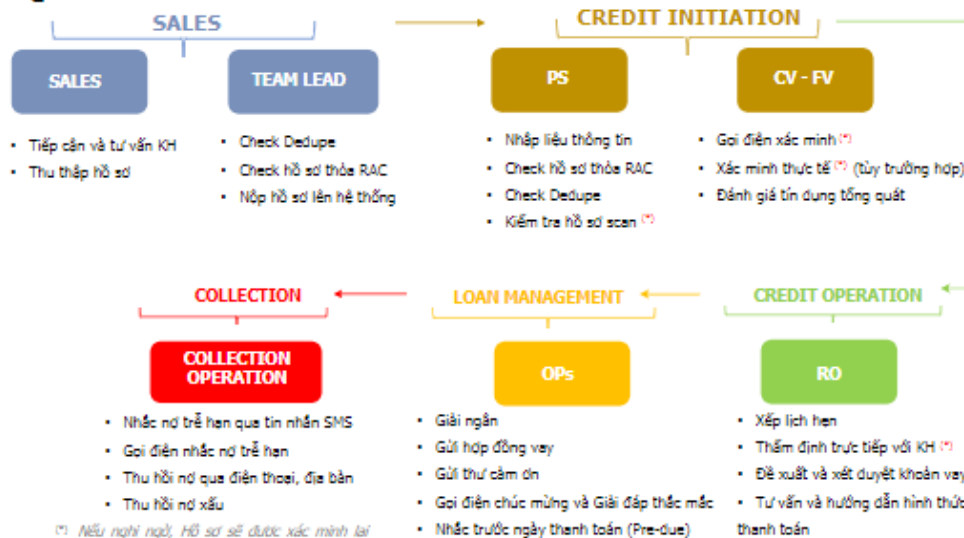 SALES
CREDIT INITIATION
SALES
TEAM LEAD
PS
CV - FV
• Tiếp cận và tư vấn KH
• Thu thập hồ sơ
• Check Dedupe
• Check hồ sơ thỏa RAC
• Nộp hồ sơ lên hệ thống
• Nhập liệu thông tin
• Check hồ sơ thỏa RAC
• Check Dedupe
• Kiểm tra hồ sơ scan (*)
• Gọi điện xác minh (*)
• Xác minh thực tế (*) (tùy trường hợp)
• Đánh giá tín dụng tổng quát
COLLECTION
LOAN MANAGEMENT
CREDIT OPERATION
COLLECTION
OPERATION
OPs
RO
• Nhắc nợ trễ hạn qua tin nhắn SMS
• Gọi điện nhắc nợ trễ hạn
• Thu hồi nợ qua điện thoại, địa bàn
• Thu hồi nợ xấu
(*) Nếu nghi ngờ, Hồ sơ sẽ được xác minh lại
• Giải ngân
• Gửi hợp đồng vay
• Gửi thư cảm ơn
• Gọi điện chúc mừng và Giải đáp thắc mắc
• Nhắc trước ngày thanh toán (Pre-due)
• Xếp lịch hẹn
• Thẩm định trực tiếp với KH (*)
• Đề xuất và xét duyệt khoản vay
• Tư vấn và hướng dẫn hình thức
thanh toán